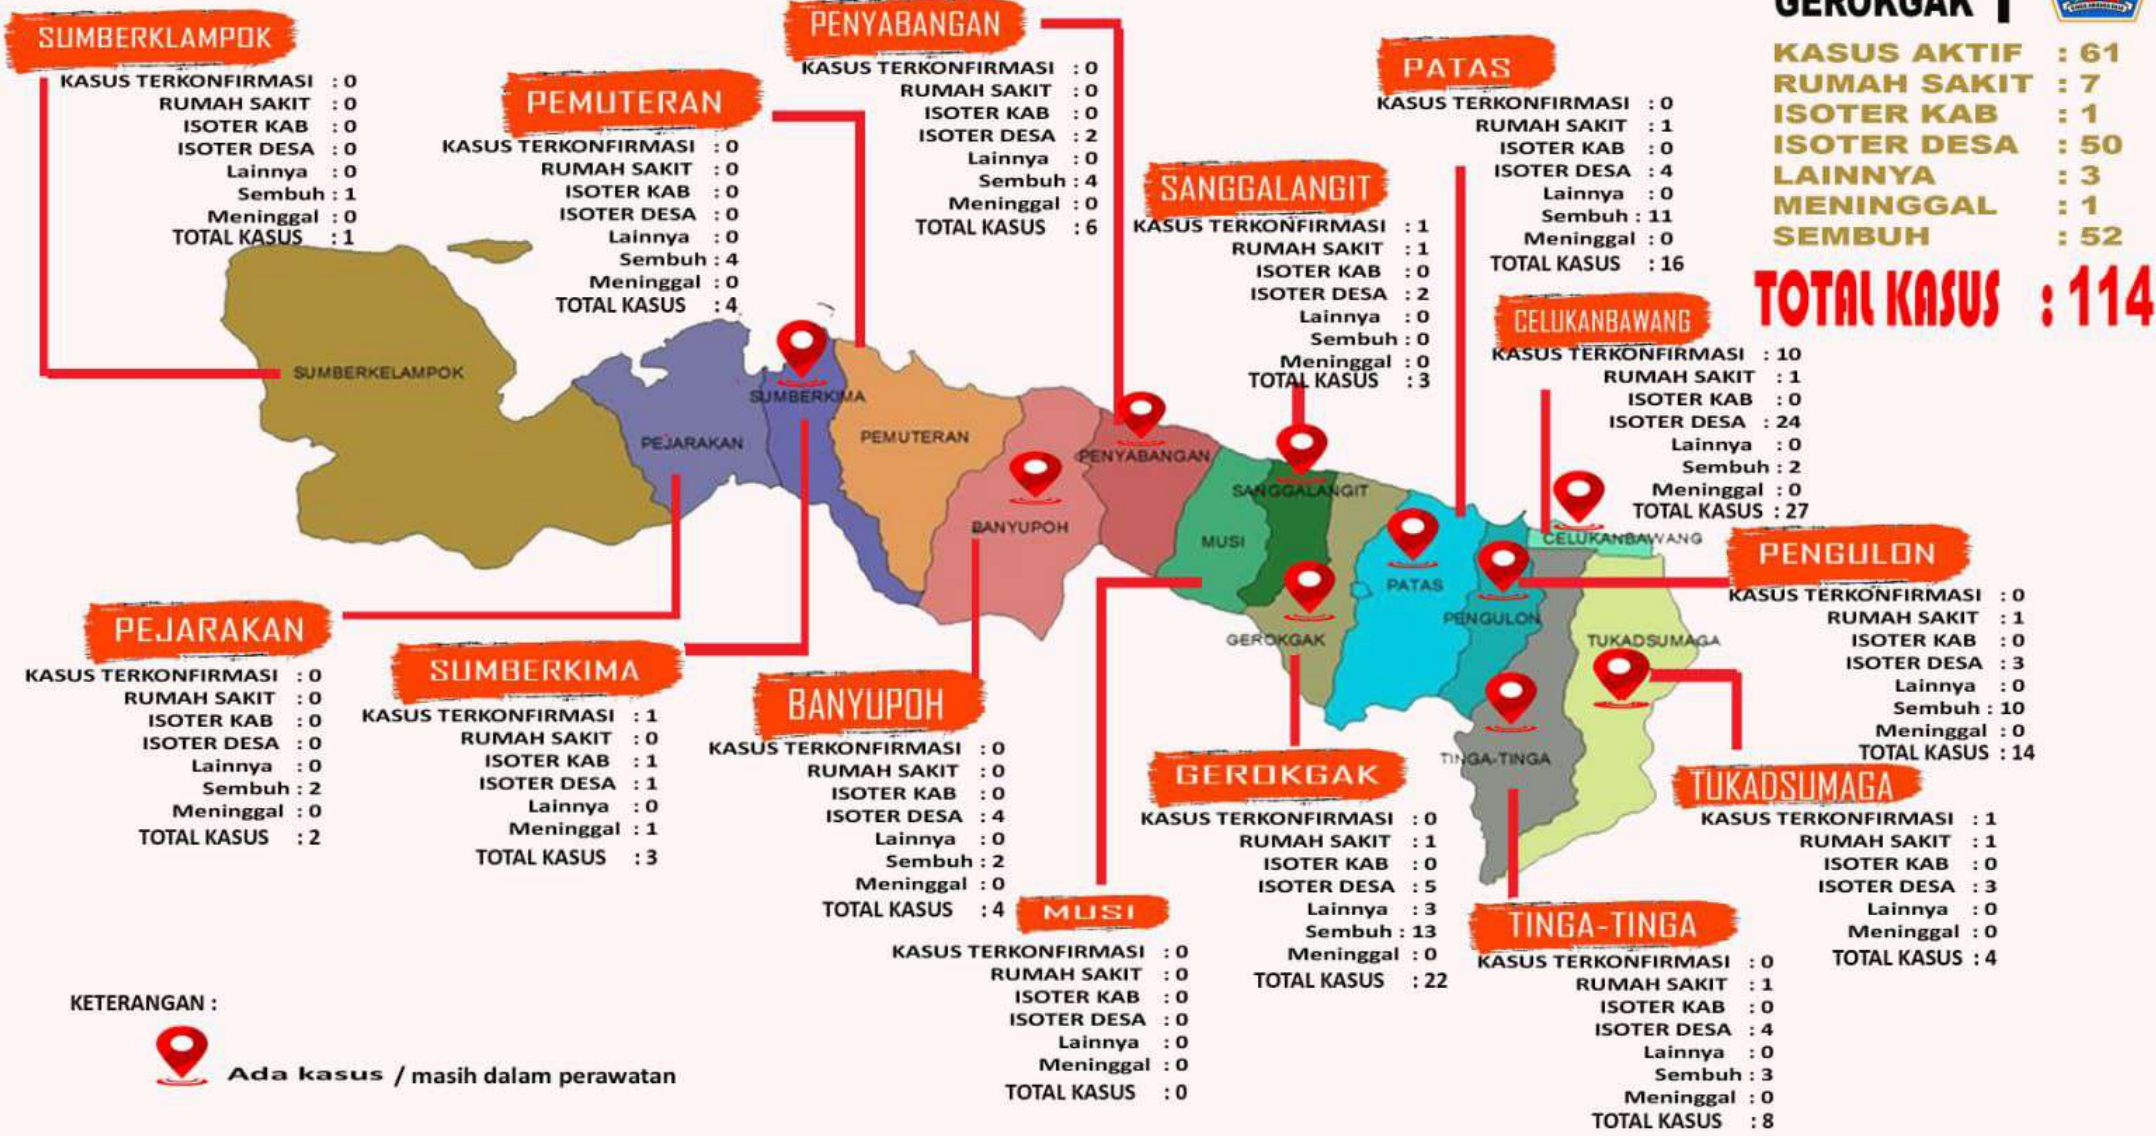 SUMBERKLAMPOK
KASUS TERKONFIRMASI : 0
RUMAH SAKIT : 0
ISOTER KAB : 0
ISOTER DESA : 0
Lainnya : 0
Sembuh : 1
Meninggal : 0
TOTAL KASUS : 1
PEMUTERAN
KASUS TERKONFIRMASI : 0
RUMAH SAKIT : 0
ISOTER KAB : 0
ISOTER DESA : 0
Lainnya : 0
Sembuh : 4
Meninggal : 0
TOTAL KASUS : 4
PENYABANGAN
KASUS TERKONFIRMASI : 0
RUMAH SAKIT : 0
ISOTER KAB : 0
ISOTER DESA : 2
Lainnya : 0
Sembuh : 4
Meninggal : 0
TOTAL KASUS : 6
SANGGALANGIT
KASUS TERKONFIRMASI : 1
RUMAH SAKIT : 1
ISOTER KAB : 0
ISOTER DESA : 2
Lainnya : 0
Sembuh : 0
Meninggal : 0
TOTAL KASUS : 3
PATAS
KASUS TERKONFIRMASI : 0
RUMAH SAKIT : 1
ISOTER KAB : 0
ISOTER DESA : 4
Lainnya : 0
Sembuh : 11
Meninggal : 0
TOTAL KASUS : 16
GEROKGAK 1
KASUS AKTIF : 61
RUMAH SAKIT : 7
ISOTER KAB : 1
ISOTER DESA : 50
LAINNYA : 3
MENINGGAL : 1
SEMBUH : 52
TOTAL KASUS : 114
CELUKANBAWANG
KASUS TERKONFIRMASI : 10
RUMAH SAKIT : 1
ISOTER KAB : 0
ISOTER DESA : 24
Lainnya : 0
Sembuh : 2
Meninggal : 0
TOTAL KASUS : 27
SUMBERKELAMPOK
PEJARAKAN
SUMBERKIMA
PEMUTERAN
BANYUPOH
PENYABANGAN
MUSI
SANGGALANGIT
GEROKGAK
PATAS
PENGULON
CELUKANBAWANG
TINGA-TINGA
TUKADSUMAGA
PENGULON
KASUS TERKONFIRMASI : 0
RUMAH SAKIT : 1
ISOTER KAB : 0
ISOTER DESA : 3
Lainnya : 0
Sembuh : 10
Meninggal : 0
TOTAL KASUS : 14
PEJARAKAN
KASUS TERKONFIRMASI : 0
RUMAH SAKIT : 0
ISOTER KAB : 0
ISOTER DESA : 0
Lainnya : 0
Sembuh : 2
Meninggal : 0
TOTAL KASUS : 2
SUMBERKIMA
KASUS TERKONFIRMASI : 1
RUMAH SAKIT : 0
ISOTER KAB : 1
ISOTER DESA : 1
Lainnya : 0
Meninggal : 1
TOTAL KASUS : 3
BANYUPOH
KASUS TERKONFIRMASI : 0
RUMAH SAKIT : 0
ISOTER KAB : 0
ISOTER DESA : 4
Lainnya : 0
Sembuh : 2
Meninggal : 0
TOTAL KASUS : 4
MUSI
KASUS TERKONFIRMASI : 0
RUMAH SAKIT : 0
ISOTER KAB : 0
ISOTER DESA : 0
Lainnya : 0
Meninggal : 0
TOTAL KASUS : 0
GEROKGAK
KASUS TERKONFIRMASI : 0
RUMAH SAKIT : 1
ISOTER KAB : 0
ISOTER DESA : 5
Lainnya : 3
Sembuh : 13
Meninggal : 0
TOTAL KASUS : 22
TINGA-TINGA
KASUS TERKONFIRMASI : 0
RUMAH SAKIT : 1
ISOTER KAB : 0
ISOTER DESA : 4
Lainnya : 0
Sembuh : 3
Meninggal : 0
TOTAL KASUS : 8
TUKADSUMAGA
KASUS TERKONFIRMASI : 1
RUMAH SAKIT : 1
ISOTER KAB : 0
ISOTER DESA : 3
Lainnya : 0
Meninggal : 0
TOTAL KASUS : 4
KETERANGAN :
Ada kasus / masih dalam perawatan